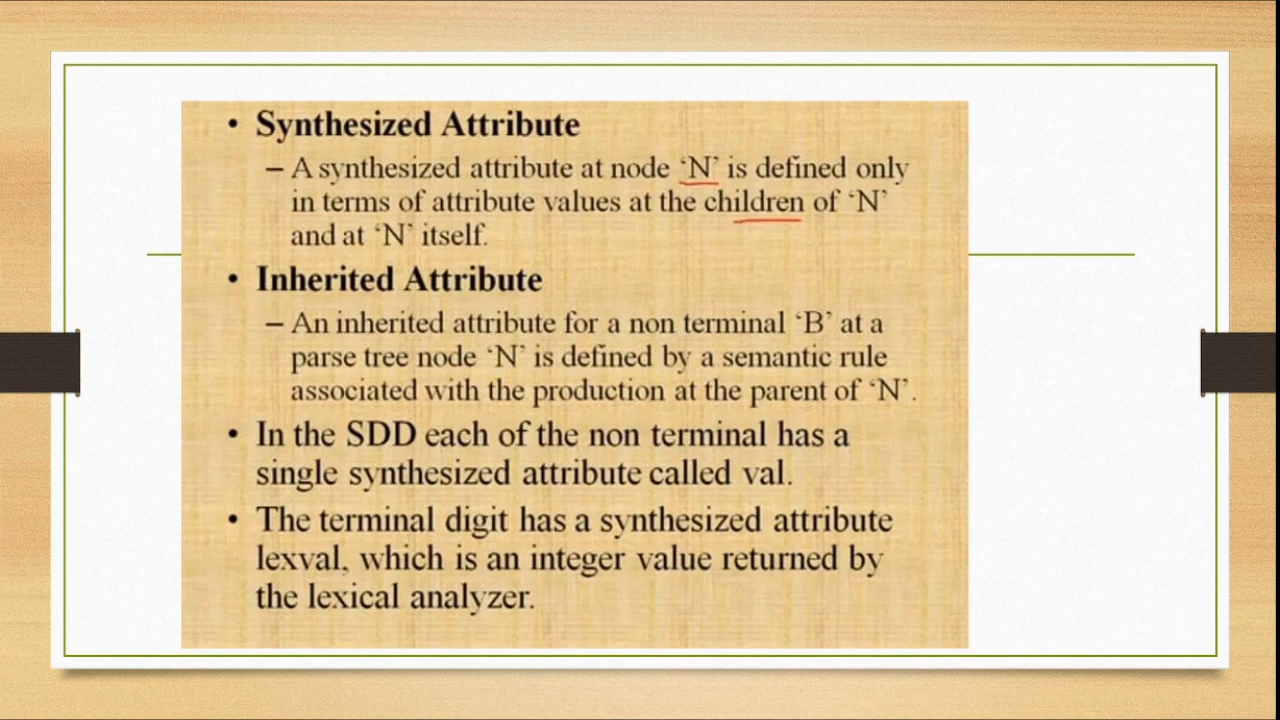 • Synthesized Attribute
– A synthesized attribute at node ‘N’ is defined only
in terms of attribute values at the children of ‘N’
and at ‘N’ itself.
• Inherited Attribute
– An inherited attribute for a non terminal ‘B’ at a
parse tree node ‘N’ is defined by a semantic rule
associated with the production at the parent of ‘N’.
• In the SDD each of the non terminal has a
single synthesized attribute called val.
• The terminal digit has a synthesized attribute
lexval, which is an integer value returned by
the lexical analyzer.